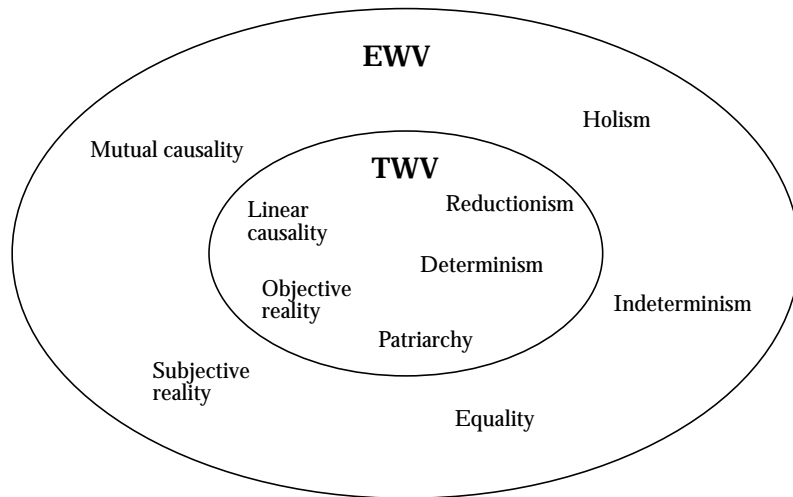 EWV
Holism
Mutual causality
TWV
Reductionism
Linear
causality
Determinism
Objective
reality
Indeterminism
Patriarchy
Subjective
reality
Equality